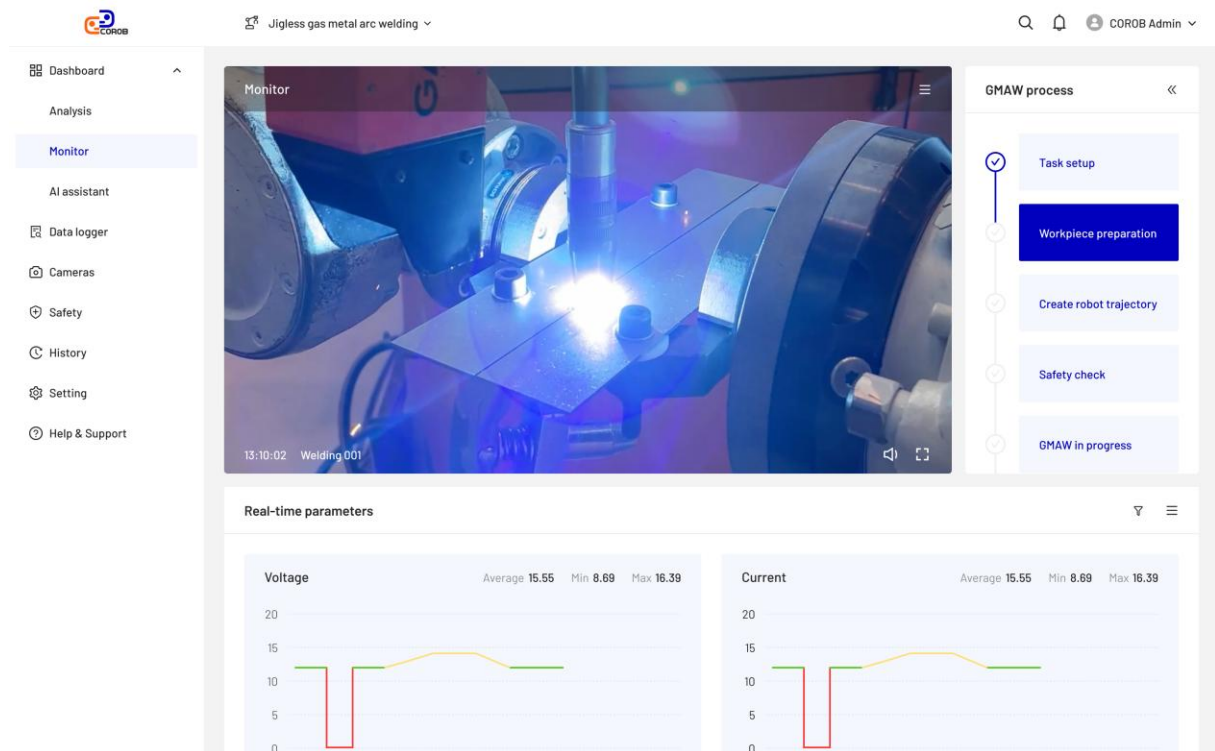 COROB
Jigless gas metal arc welding
COROB Admin
Dashboard
Analysis
Monitor
AI assistant
Data logger
Cameras
Safety
History
Setting
Help & Support
Monitor
13:10:02 Welding 001
GMAW process
Task setup
Workpiece preparation
Create robot trajectory
Safety check
GMAW in progress
Real-time parameters
Voltage Average 15.55 Min 8.69 Max 16.39
20
15
10
5
0
Current Average 15.55 Min 8.69 Max 16.39
20
15
10
5
0